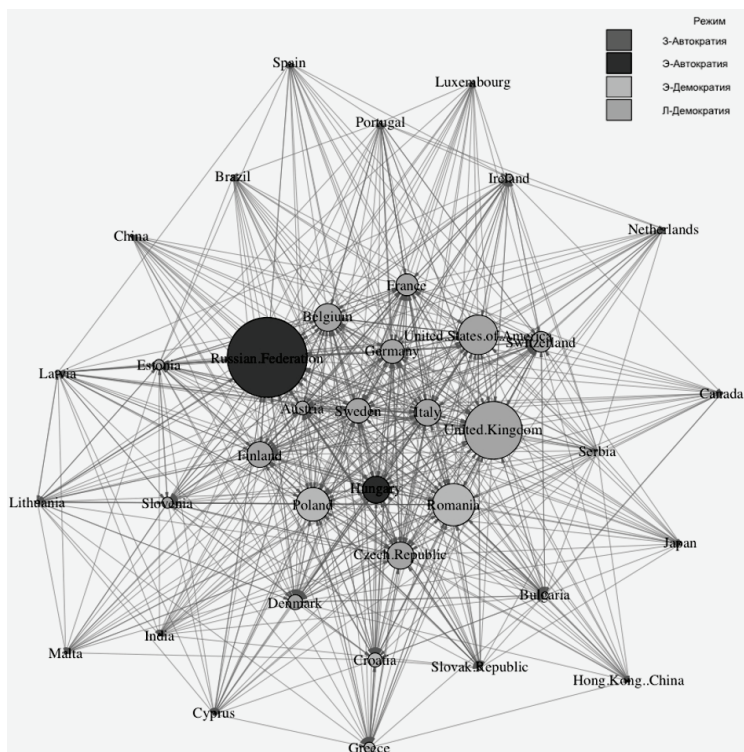 Режим
З-Автократия
Э-Автократия
Э-Демократия
Л-Демократия
Spain
Luxembourg
Portugal
Brazil
Ireland
China
Netherlands
France
Belgium
United.States.of.America
Switzerland
Germany
Russian.Federation
Estonia
Latvia
Canada
Austria
Sweden
Italy
United.Kingdom
Serbia
Finland
Hungary
Lithuania
Slovenia
Poland
Romania
Japan
Czech.Republic
Denmark
Bulgaria
India
Malta
Croatia
Slovak.Republic
Hong.Kong..China
Cyprus
Greece